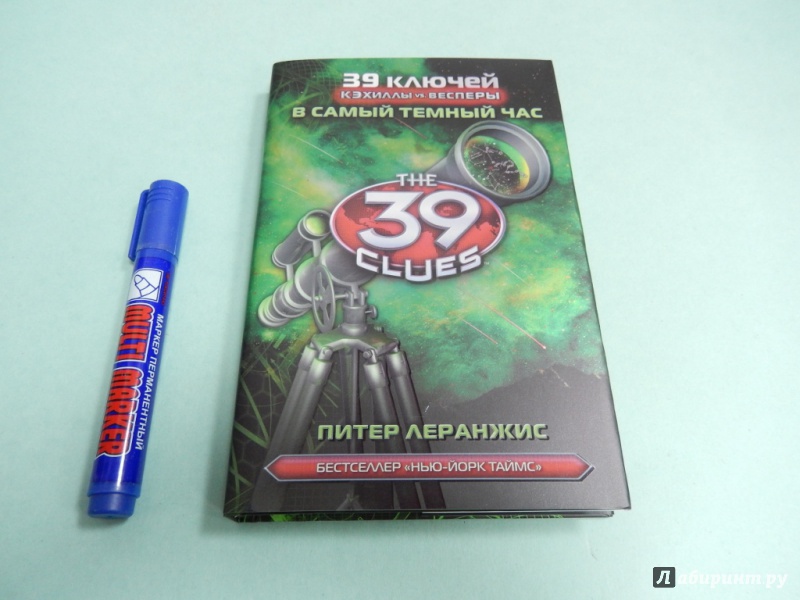 39 КЛЮЧЕЙ
КЭХИЛЛЫ VS. ВЕСПЕРЫ
В САМЫЙ ТЕМНЫЙ ЧАС
THE
39
CLUES
ПИТЕР ЛЕРАНЖИС
БЕСТСЕЛЛЕР «НЬЮ-ЙОРК ТАЙМС»
MULTI MARKER
МАРКЕР ПЕРМАНЕНТНЫЙ
Лабиринт.ру